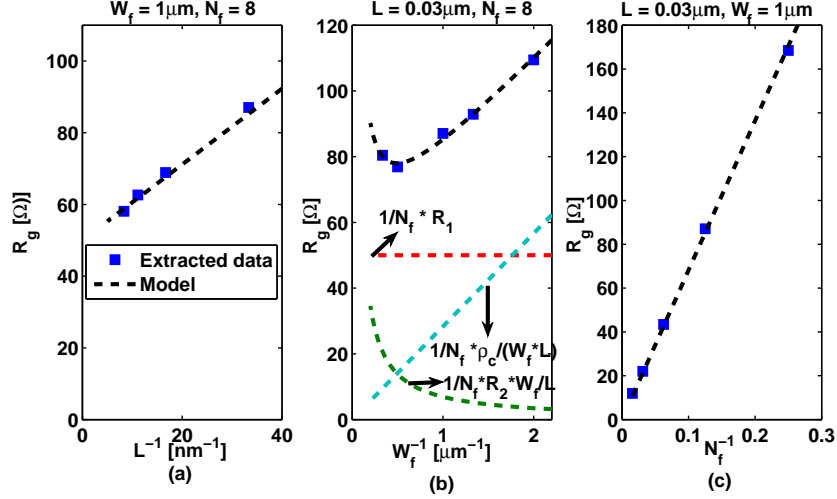 W_f = 1μm, N_f = 8
R_g [Ω)]
100
80
60
40
20
0
Extracted data
Model
0
20
40
L^-1 [nm^-1]
(a)
L = 0.03μm, N_f = 8
R_g [Ω]
120
100
80
60
40
20
0
1/N_f * R_1
1/N_f *ρ_c/(W_f*L)
1/N_f*R_2*W_f/L
0
1
2
W_f^-1 [μm^-1]
(b)
L = 0.03μm, W_f = 1μm
R_g [Ω]
180
160
140
120
100
80
60
40
20
0
0
0.1
0.2
0.3
N_f^-1
(c)